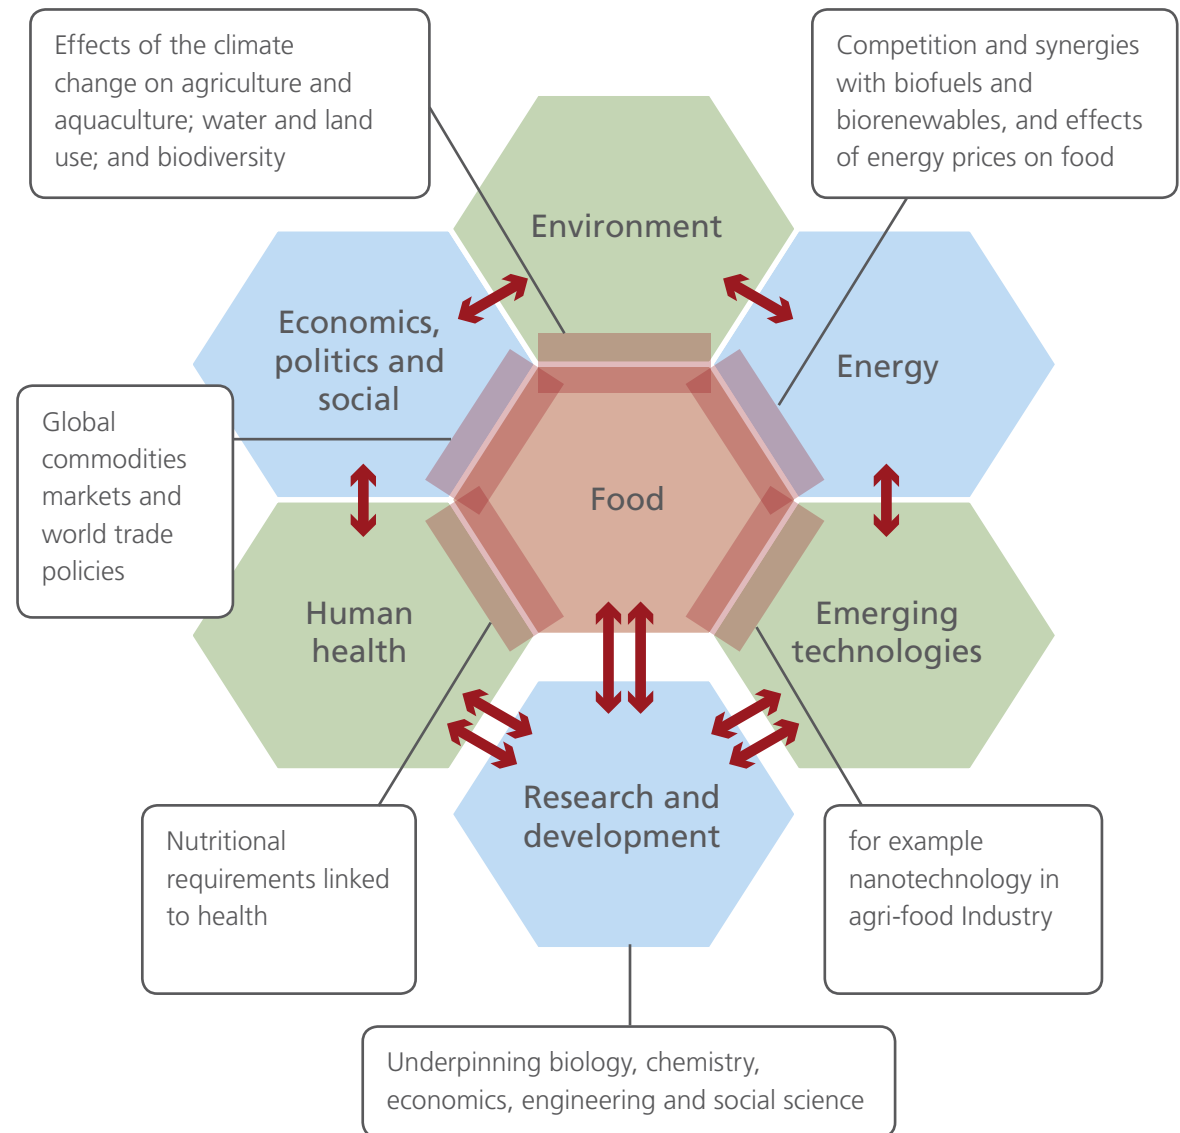 Effects of the climate
change on agriculture and
aquaculture; water and land
use; and biodiversity
Competition and synergies
with biofuels and
biorenewables, and effects
of energy prices on food
Environment
Economics,
politics and
social
Energy
Global
commodities
markets and
world trade
policies
Food
Human
health
Emerging
technologies
Research and
development
Nutritional
requirements linked
to health
for example
nanotechnology in
agri-food Industry
Underpinning biology, chemistry,
economics, engineering and social science